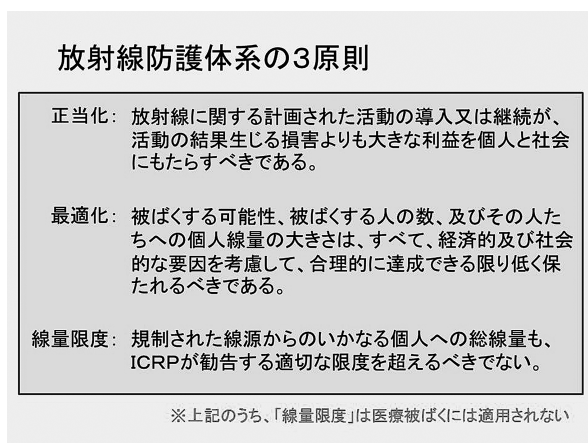 放射線防護体系の3原則
正当化： 放射線に関する計画された活動の導入又は継続が、
活動の結果生じる損害よりも大きな利益を個人と社会
にもたらすべきである。
最適化： 被ばくする可能性、被ばくする人の数、及びその人た
ちへの個人線量の大きさは、すべて、経済的及び社会
的な要因を考慮して、合理的に達成できる限り低く保
たれるべきである。
線量限度： 規制された線源からのいかなる個人への総線量も、
ICRPが勧告する適切な限度を超えるべきでない。
※上記のうち、「線量限度」は医療被ばくには適用されない